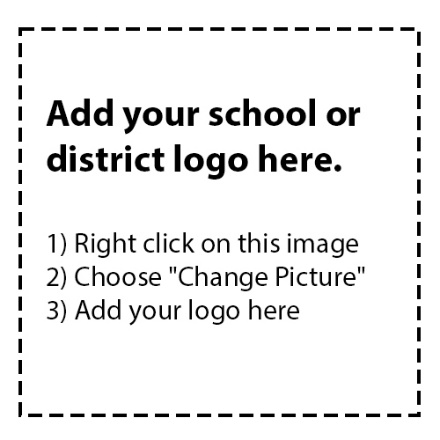 Add your school or
district logo here.
1) Right click on this image
2) Choose "Change Picture"
3) Add your logo here